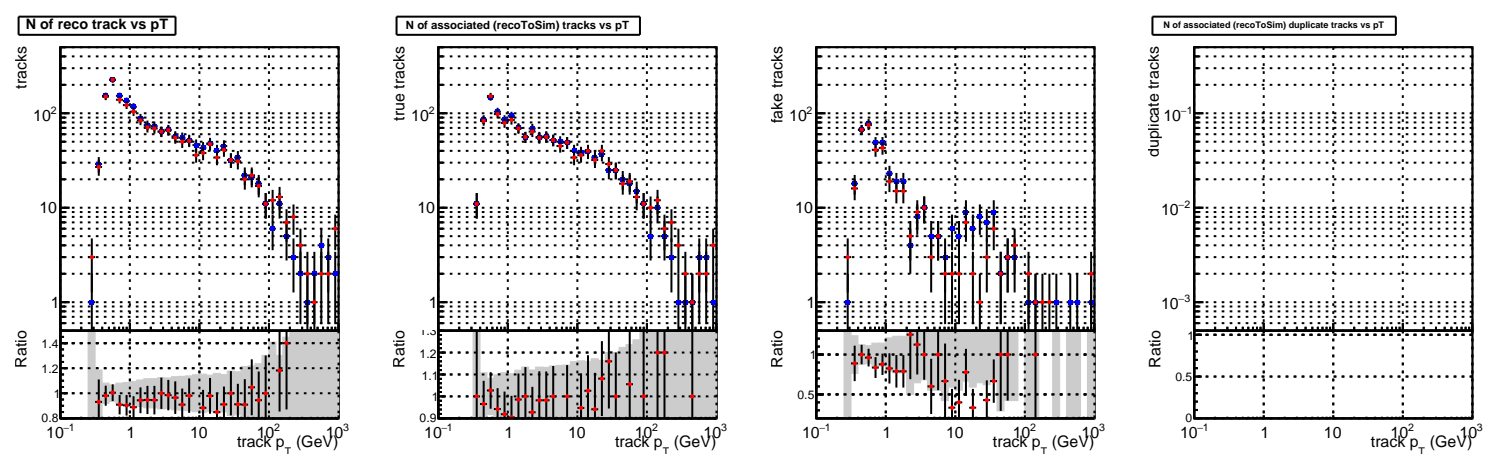 N of reco track vs pT
tracks
10²
10
1
Ratio
1.4
1.2
1
0.8
10⁻¹ 1 10 10² 10³
track p_T (GeV)
N of associated (recoToSim) tracks vs pT
true tracks
10²
10
1
Ratio
1.3
1.2
1.1
1
0.9
10⁻¹ 1 10 10² 10³
track p_T (GeV)
fake tracks
10²
10
1
Ratio
1
0.5
10⁻¹ 1 10 10² 10³
track p_T (GeV)
N of associated (recoToSim) duplicate tracks vs pT
duplicate tracks
10⁻¹
10⁻²
10⁻³
Ratio
1
0.5
0
10⁻¹ 1 10 10² 10³
track p_T (GeV)